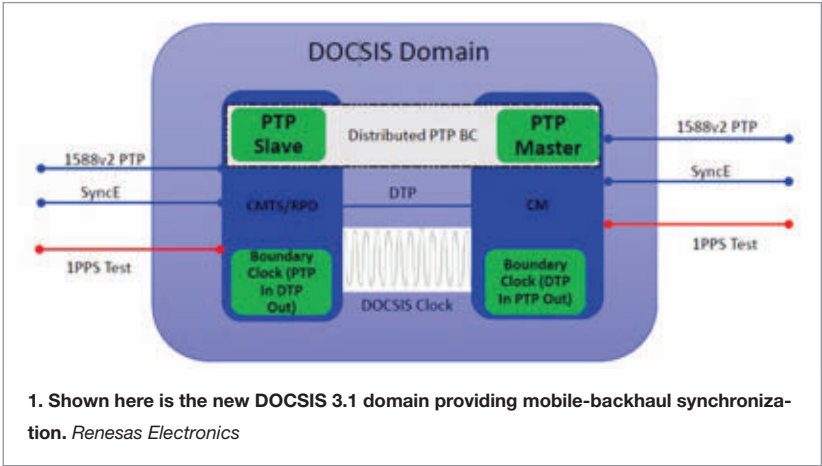 DOCSIS Domain
PTP
Slave
Distributed PTP BC
PTP
Master
1588v2 PTP
1588v2 PTP
SyncE
SyncE
CMTS/RPD
DTP
CM
1PPS Test
1PPS Test
Boundary
Clock (PTP
In DTP
Out)
Boundary
Clock (DTP
In PTP Out)
DOCSIS Clock
1. Shown here is the new DOCSIS 3.1 domain providing mobile-backhaul synchroniza-
tion. Renesas Electronics